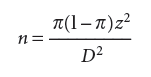 n = π(1−π)z² / D²